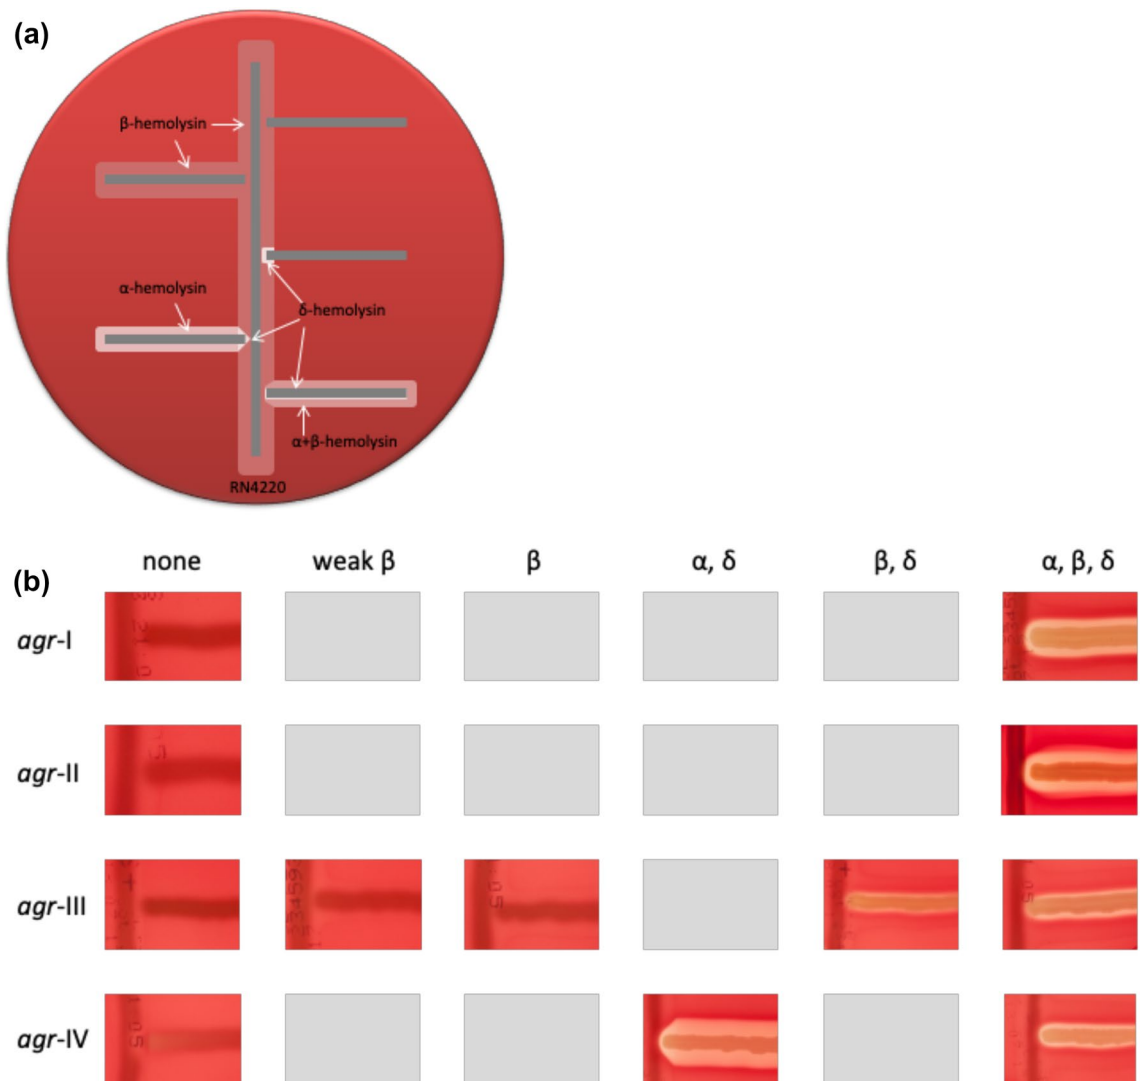 (a)
β-hemolysin
α-hemolysin
δ-hemolysin
α+β-hemolysin
RN4220
(b)
none weak β β α, δ β, δ α, β, δ
agr-I
agr-II
agr-III
agr-IV